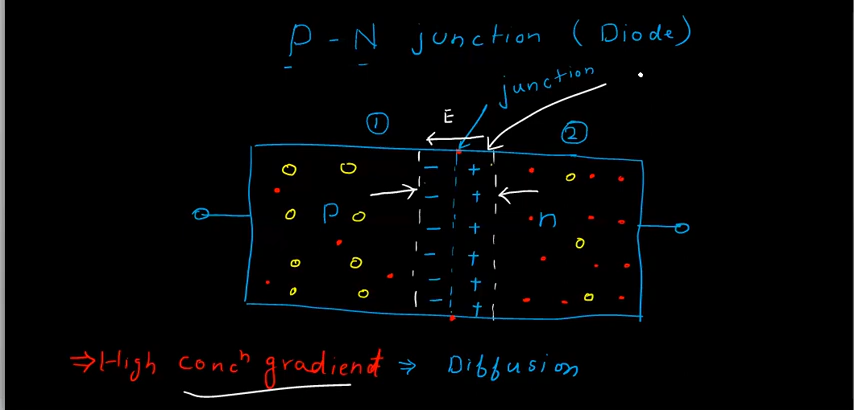 P-N junction (Diode)
junction
① E ②
- +
- +
P - + n
- +
- +
- +
⇒ High concⁿ gradient ⇒ Diffusion